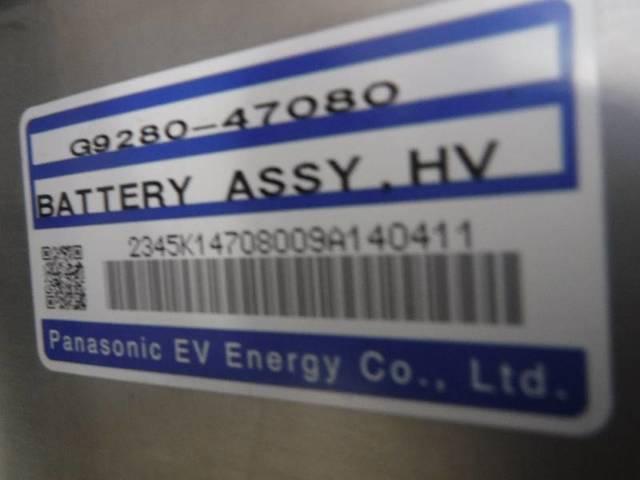 G9280-47080
BATTERY ASSY,HV
2345K14708009A140411
Panasonic EV Energy Co., Ltd.